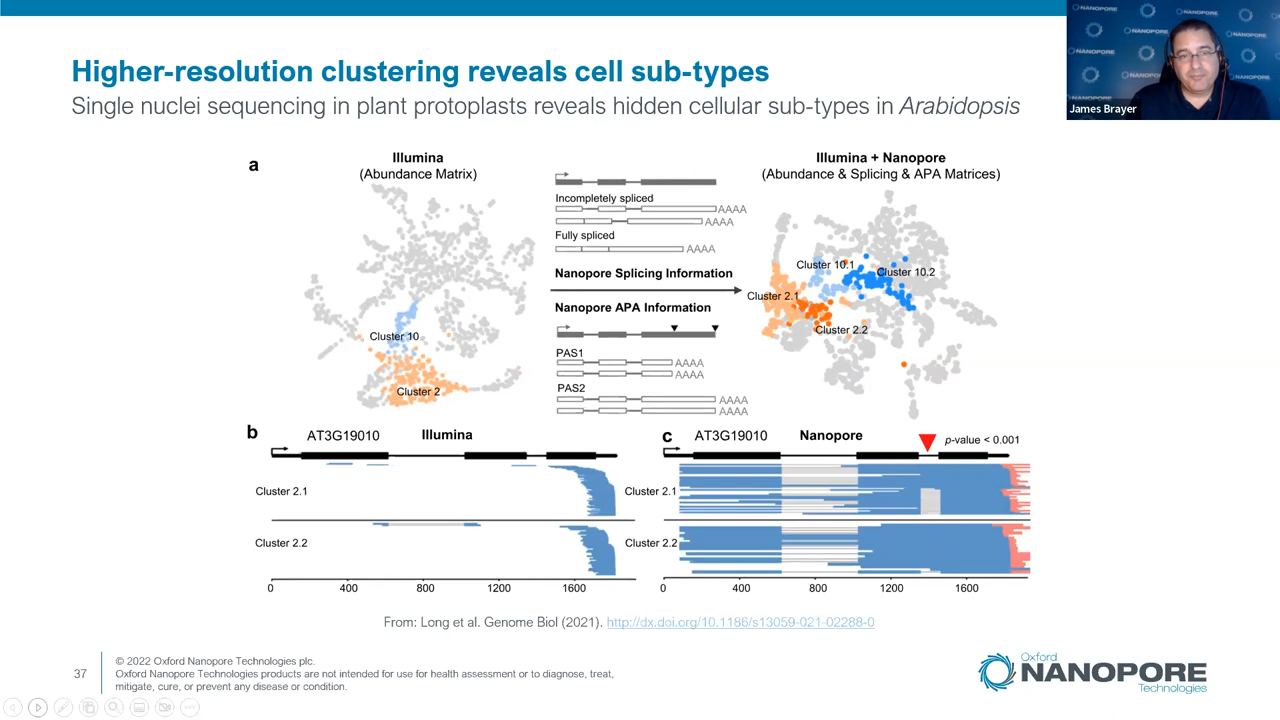 Higher-resolution clustering reveals cell sub-types
Single nuclei sequencing in plant protoplasts reveals hidden cellular sub-types in Arabidopsis
NANOPORE
James Brayer
a
Illumina
(Abundance Matrix)
Cluster 10
Cluster 2
Incompletely spliced
AAAA
AAAA
Fully spliced
AAAA
Nanopore Splicing Information
Nanopore APA Information
PAS1
AAAA
AAAA
PAS2
AAAA
AAAA
Illumina + Nanopore
(Abundance & Splicing & APA Matrices)
Cluster 10.1
Cluster 10.2
Cluster 2.1
Cluster 2.2
b
AT3G19010
Illumina
Cluster 2.1
Cluster 2.2
0
400
800
1200
1600
c
AT3G19010
Nanopore
p-value < 0.001
Cluster 2.1
Cluster 2.2
0
400
800
1200
1600
From: Long et al. Genome Biol (2021). http://dx.doi.org/10.1186/s13059-021-02288-0
37
© 2022 Oxford Nanopore Technologies plc.
Oxford Nanopore Technologies products are not intended for use for health assessment or to diagnose, treat,
mitigate, cure, or prevent any disease or condition.
Oxford
NANOPORE
Technologies